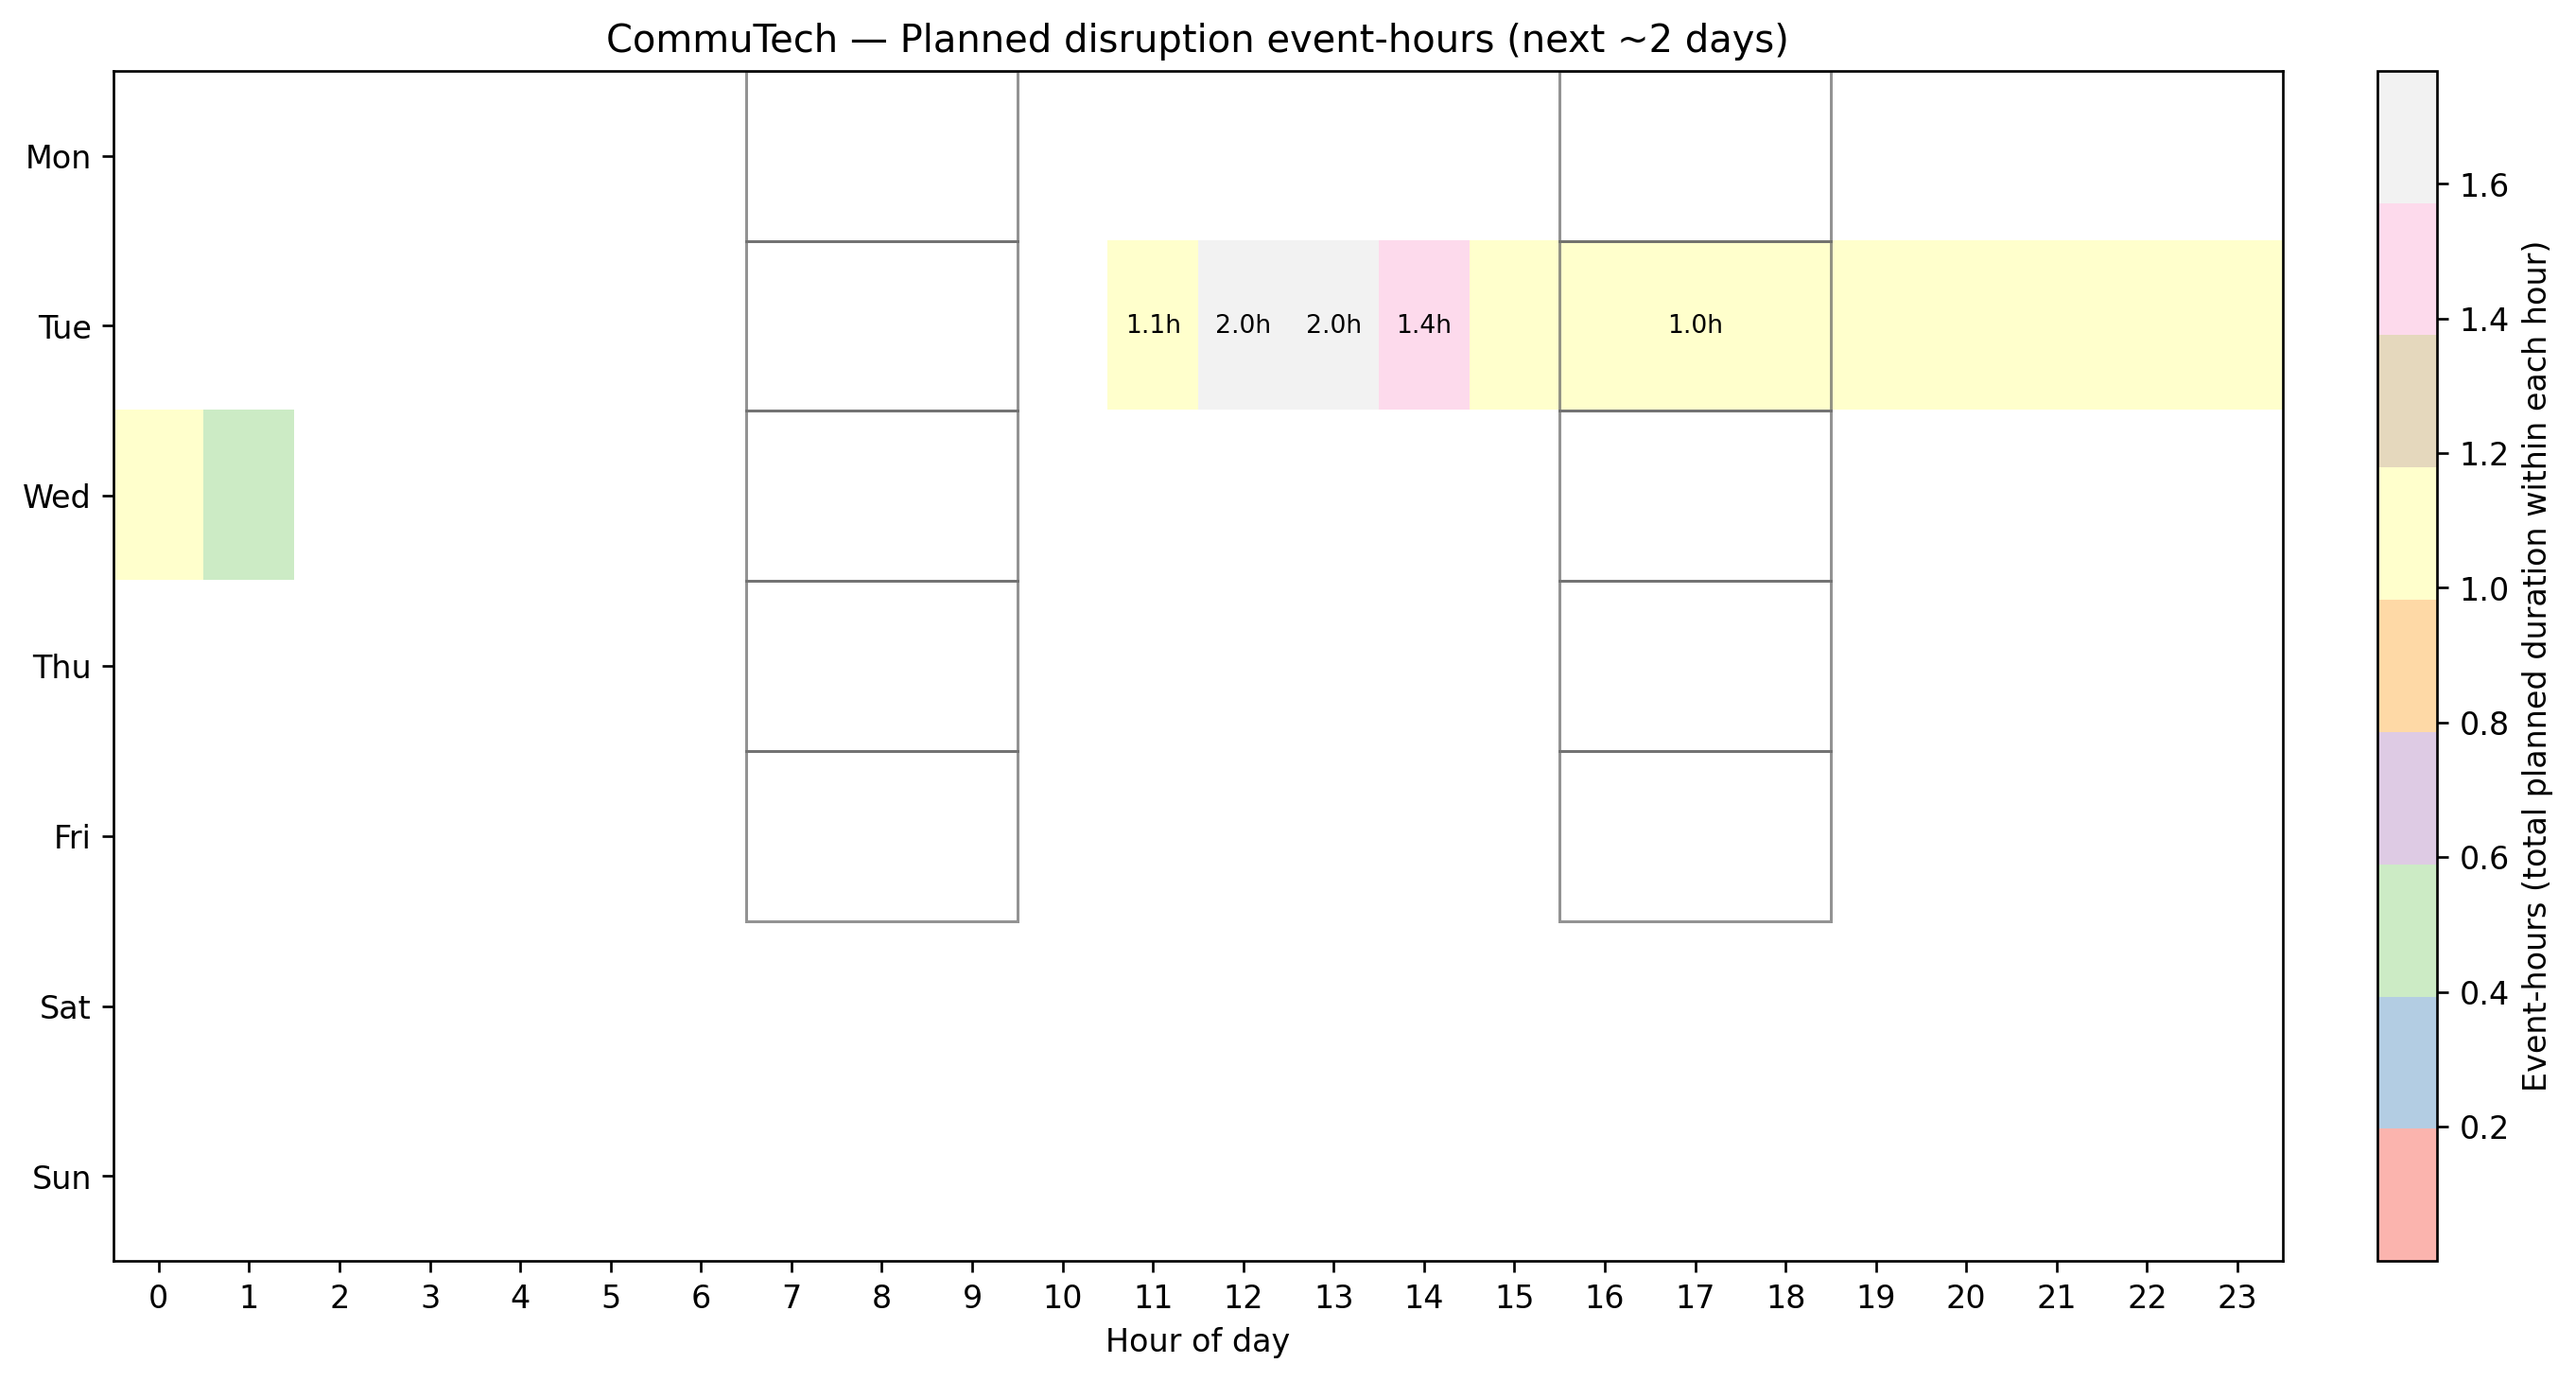 CommuTech — Planned disruption event-hours (next ~2 days)
Mon
Tue
Wed
Thu
Fri
Sat
Sun
1.1h 2.0h 2.0h 1.4h 1.0h
0 1 2 3 4 5 6 7 8 9 10 11 12 13 14 15 16 17 18 19 20 21 22 23
Hour of day
1.6
1.4
1.2
1.0
0.8
0.6
0.4
0.2
Event-hours (total planned duration within each hour)